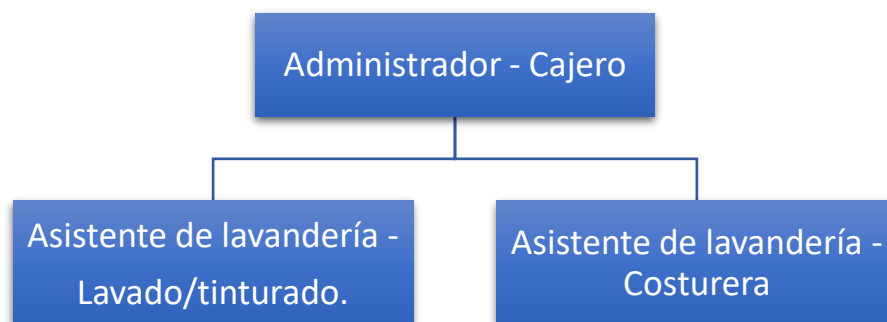 Administrador - Cajero
Asistente de lavandería -
Lavado/tinturado.
Asistente de lavandería -
Costurera